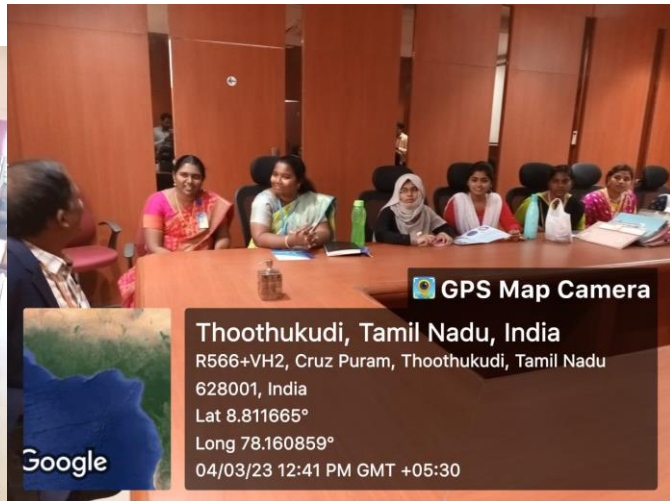 GPS Map Camera
Thoothukudi, Tamil Nadu, India
R566+VH2, Cruz Puram, Thoothukudi, Tamil Nadu
628001, India
Lat 8.811665°
Long 78.160859°
04/03/23 12:41 PM GMT +05:30
Google